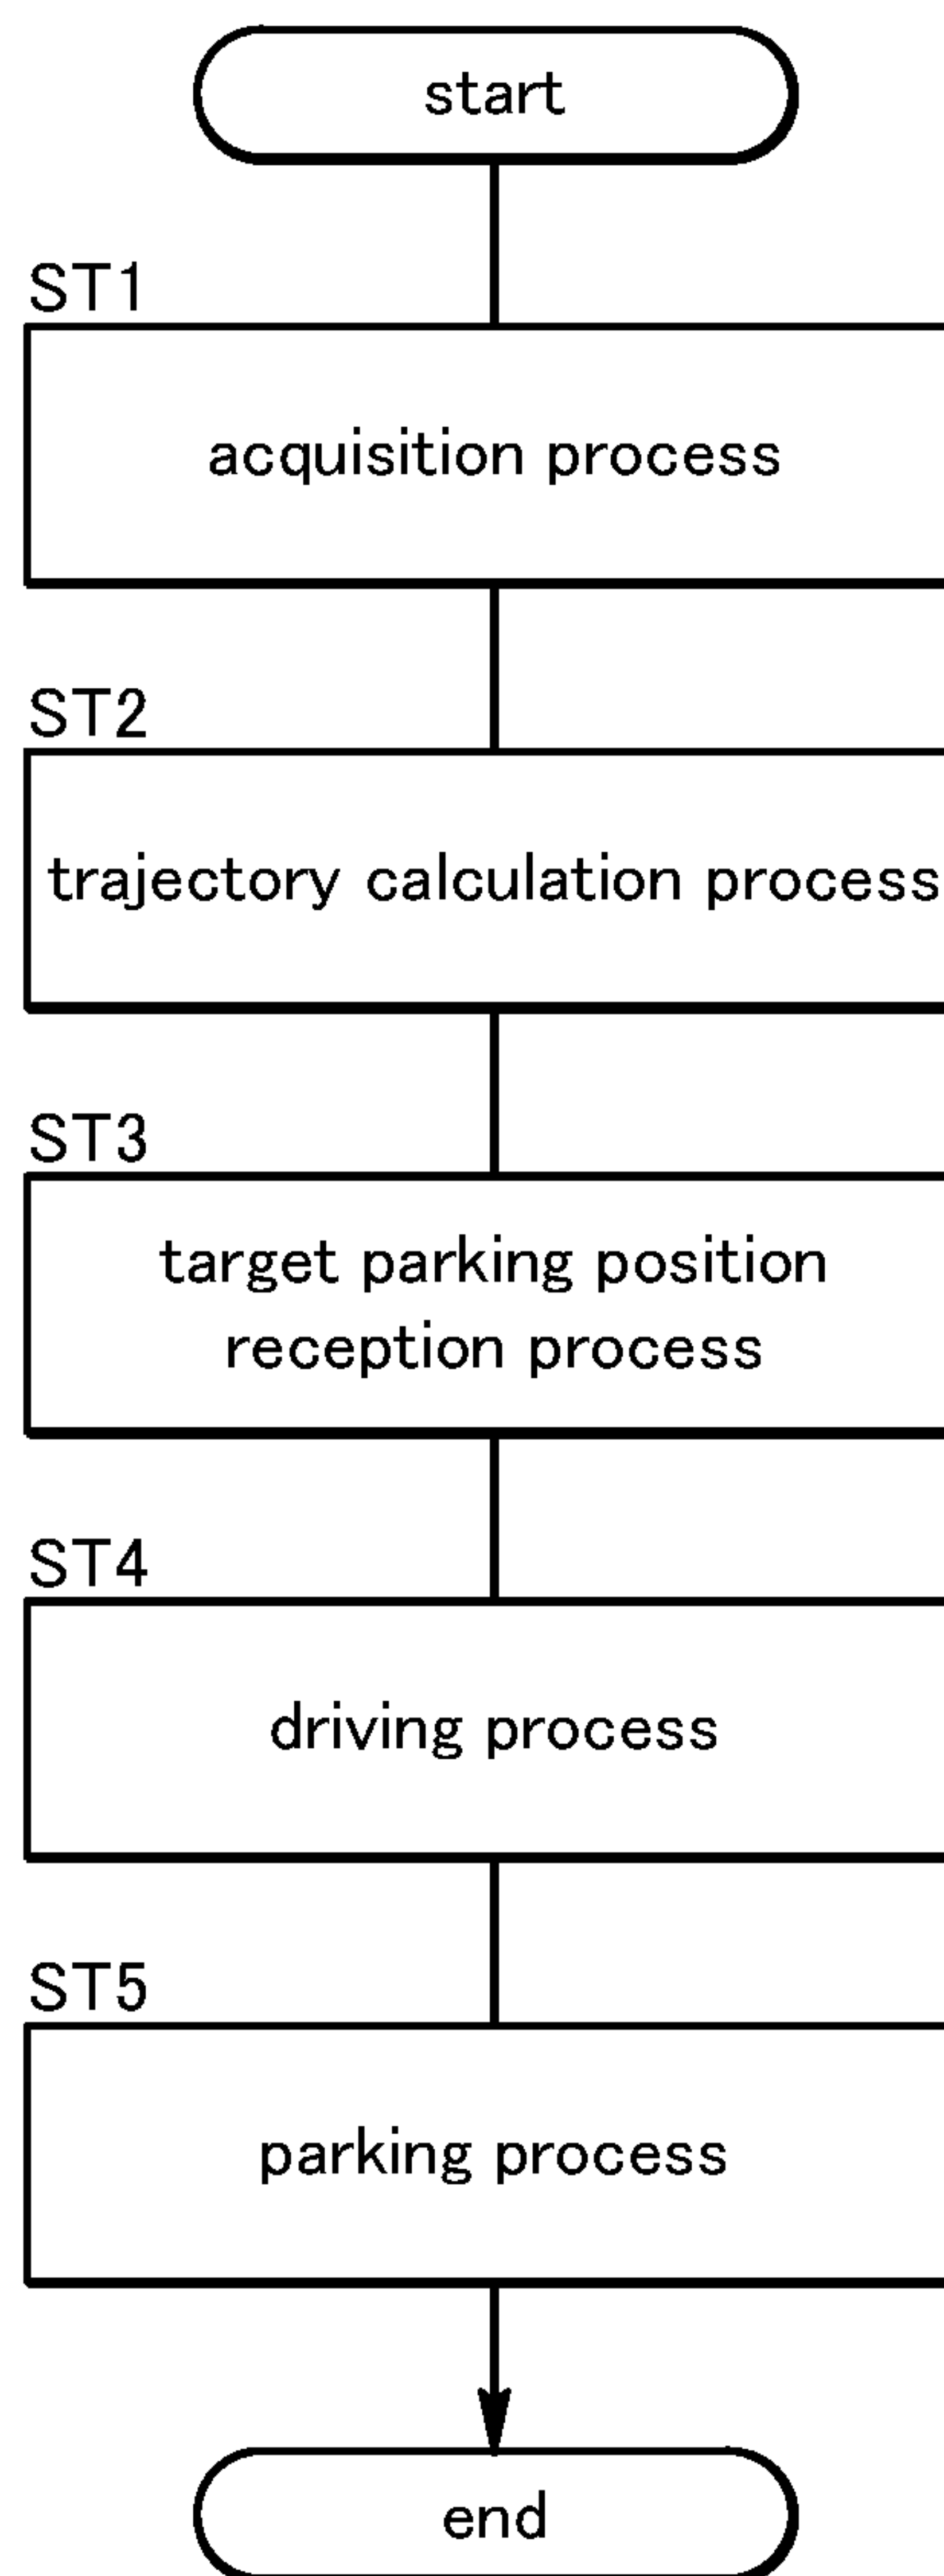 start
ST1
acquisition process
ST2
trajectory calculation process
ST3
target parking position
reception process
ST4
driving process
ST5
parking process
end